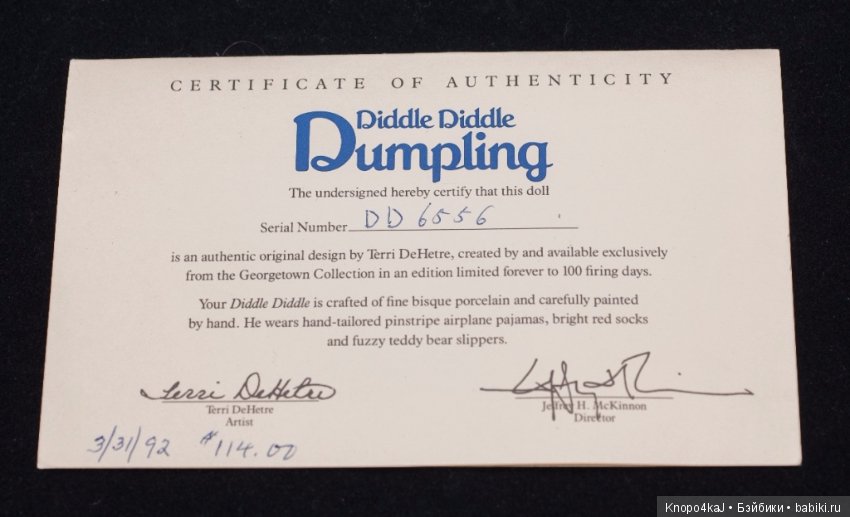 CERTIFICATE OF AUTHENTICITY
Diddle Diddle
Dumpling
The undersigned hereby certify that this doll
Serial Number DD 6556
is an authentic original design by Terri DeHetre, created by and available exclusively
from the Georgetown Collection in an edition limited forever to 100 firing days.
Your Diddle Diddle is crafted of fine bisque porcelain and carefully painted
by hand. He wears hand-tailored pinstripe airplane pajamas, bright red socks
and fuzzy teddy bear slippers.
Terri DeHetre
Terri DeHetre
Artist
Jeffrey H. McKinnon
Director
3/31/92 $114.00
Knopo4kaJ • Бэйбики • babiki.ru